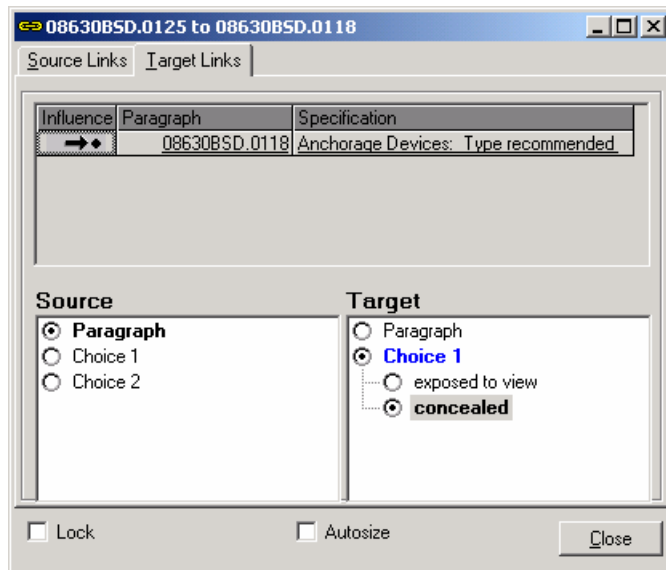 08630BSD.0125 to 08630BSD.0118
Source Links Target Links
Influence Paragraph Specification
08630BSD.0118 Anchorage Devices: Type recommended
Source
Paragraph
Choice 1
Choice 2
Target
Paragraph
Choice 1
exposed to view
concealed
Lock Autosize Close